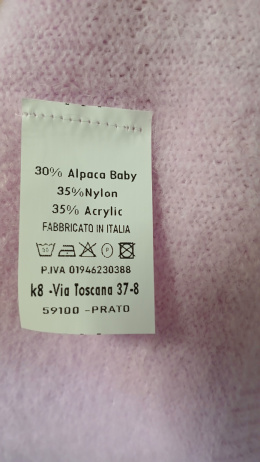 30% Alpaca Baby
35%Nylon
35% Acrylic
FABBRICATO IN ITALIA
P.IVA 01946230388
k8 -Via Toscana 37-8
59100 -PRATO